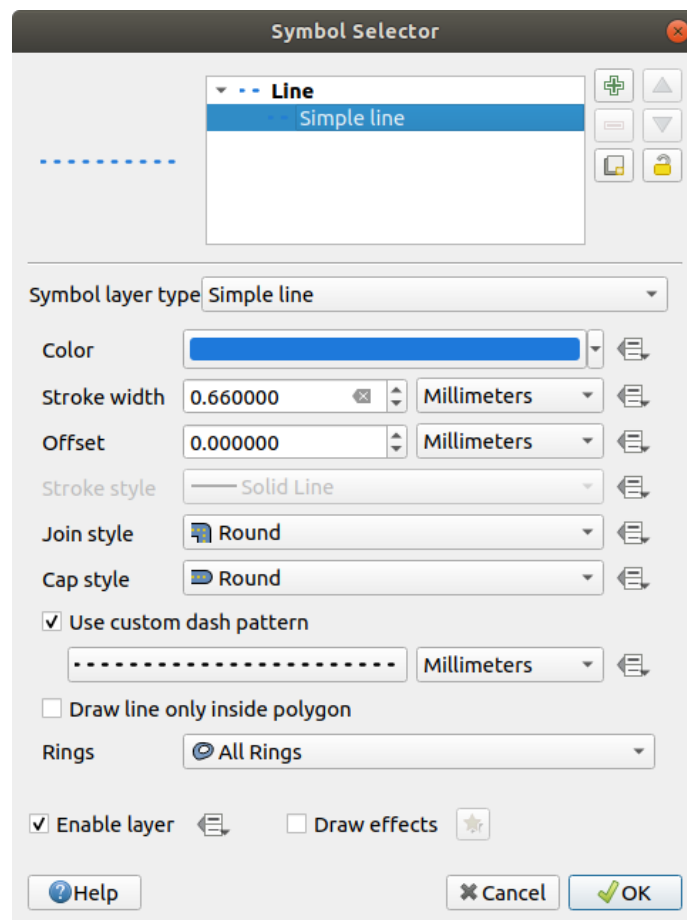 Symbol Selector
Line
Simple line
Symbol layer type Simple line
Color
Stroke width 0.660000 Millimeters
Offset 0.000000 Millimeters
Stroke style Solid Line
Join style Round
Cap style Round
Use custom dash pattern
Millimeters
Draw line only inside polygon
Rings All Rings
Enable layer Draw effects
Help Cancel OK